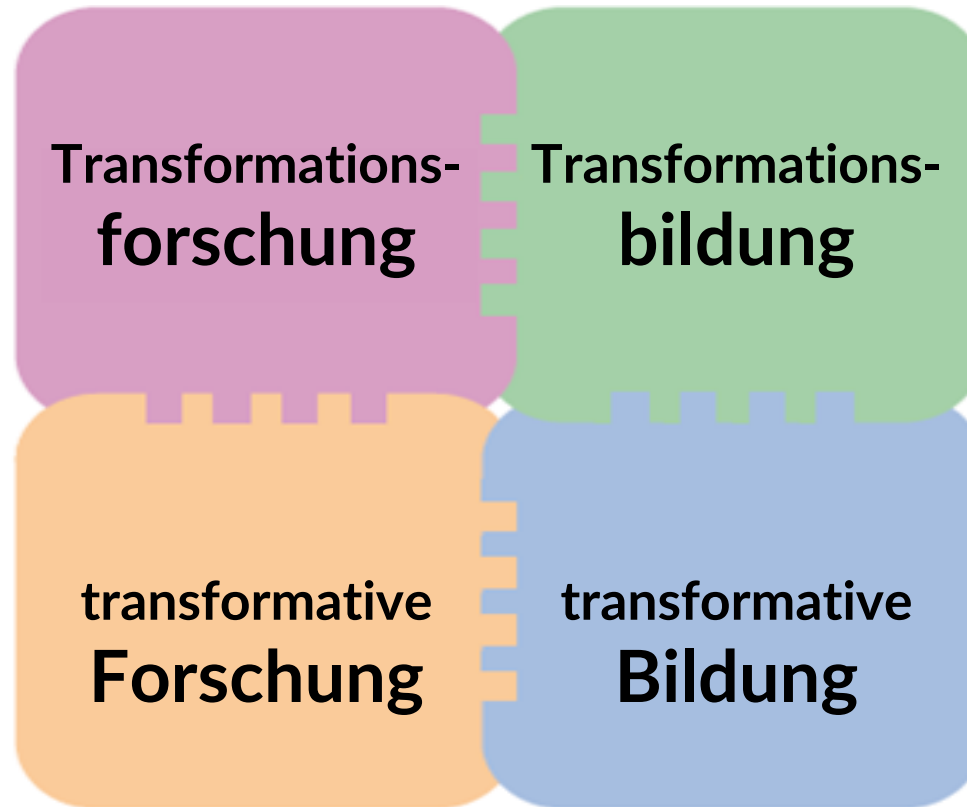 Transformations-
forschung
Transformations-
bildung
transformative
Forschung
transformative
Bildung